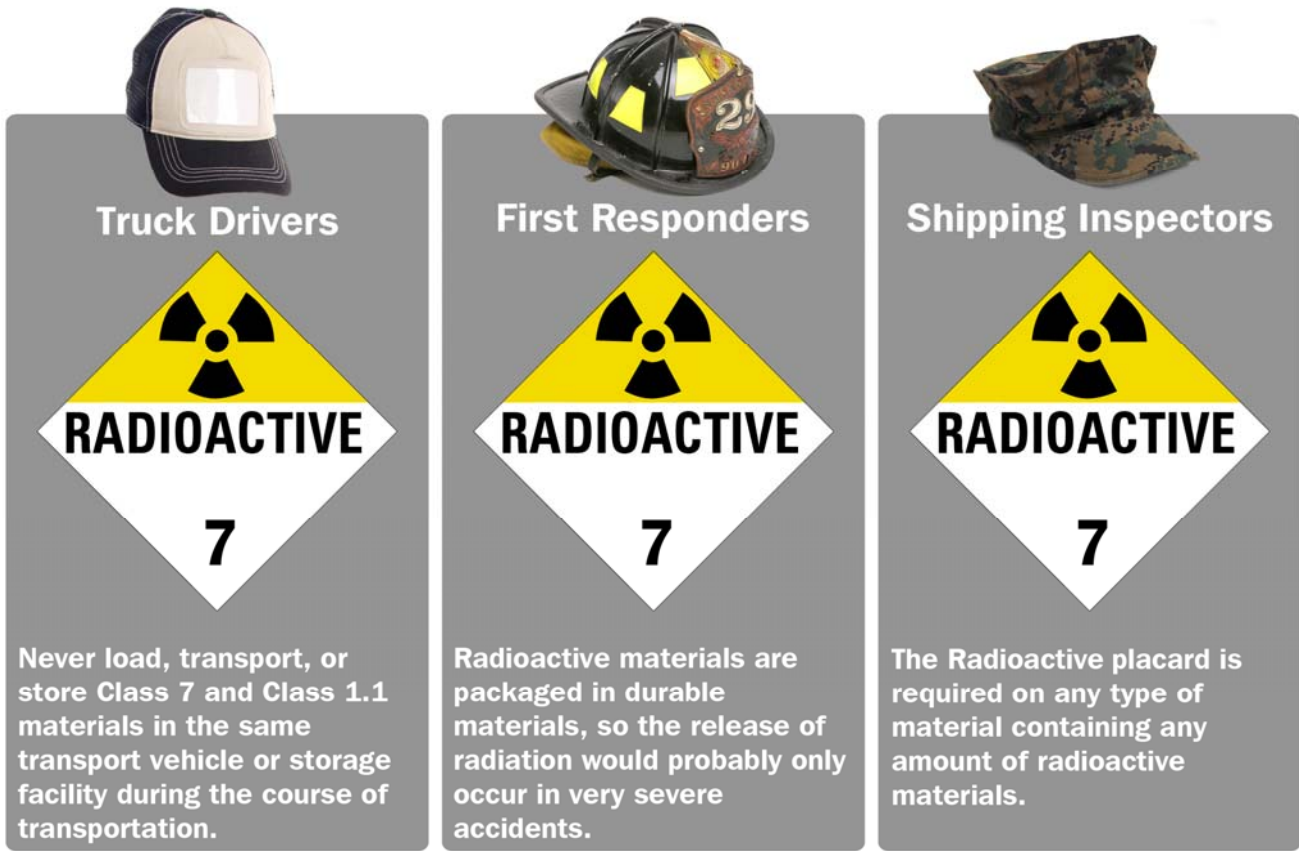 29
Truck Drivers
RADIOACTIVE
7
Never load, transport, or
store Class 7 and Class 1.1
materials in the same
transport vehicle or storage
facility during the course of
transportation.
First Responders
RADIOACTIVE
7
Radioactive materials are
packaged in durable
materials, so the release of
radiation would probably only
occur in very severe
accidents.
Shipping Inspectors
RADIOACTIVE
7
The Radioactive placard is
required on any type of
material containing any
amount of radioactive
materials.